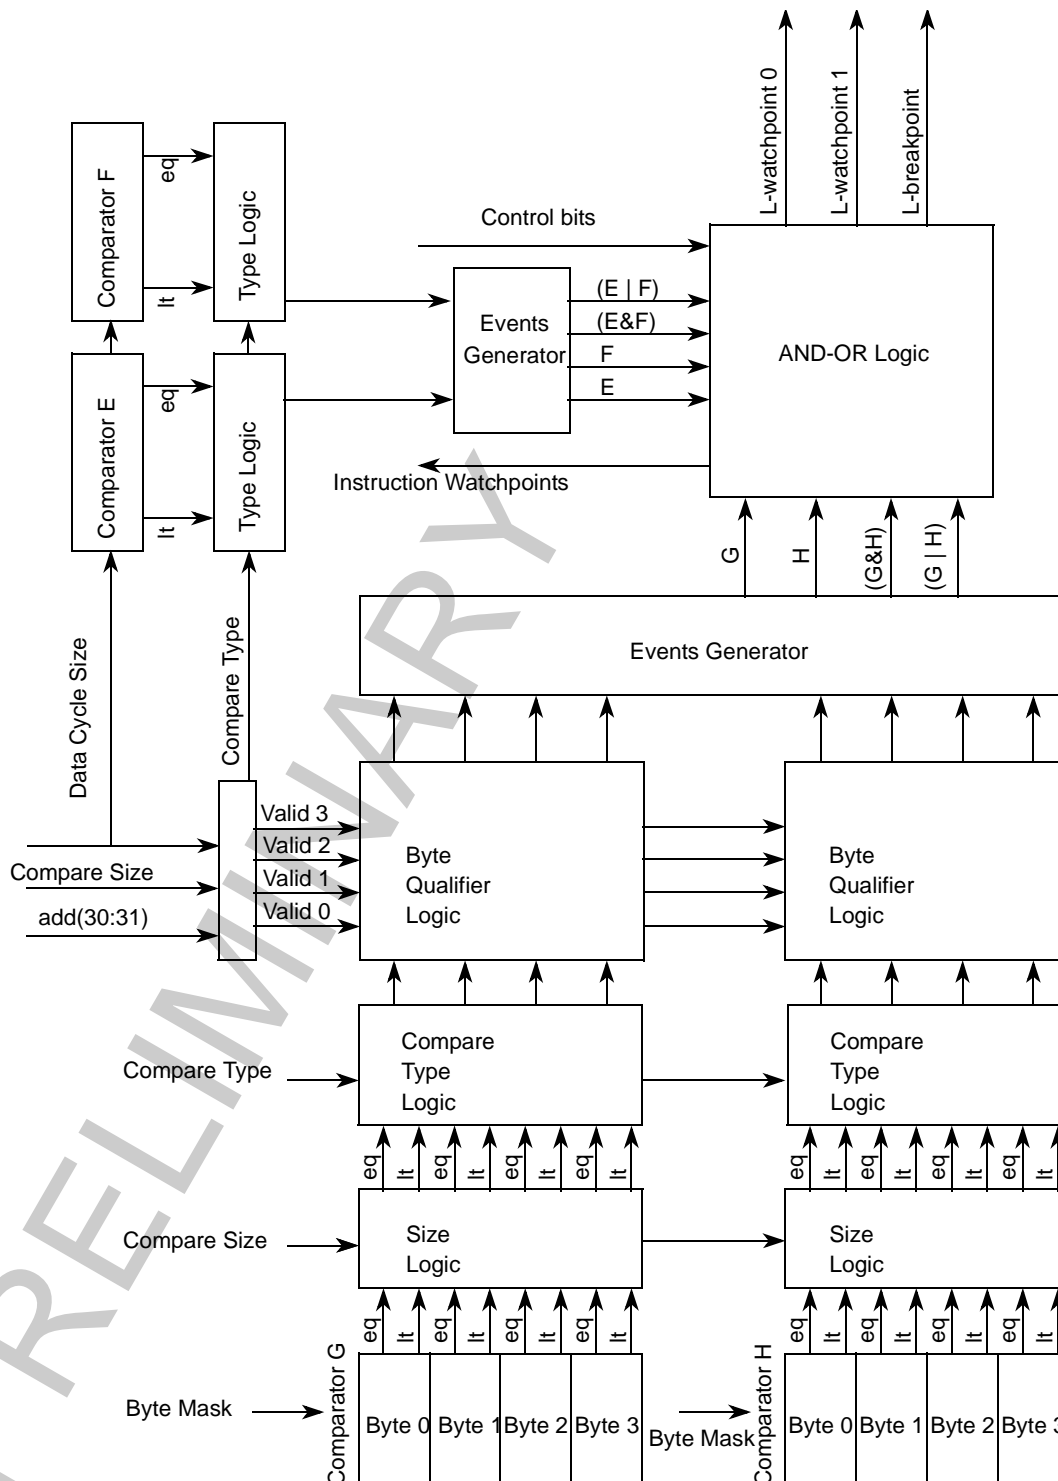 L-watchpoint 0
L-watchpoint 1
L-breakpoint
Comparator F
eq
lt
Type Logic
Control bits
Events
Generator
(E | F)
(E&F)
F
E
AND-OR Logic
Comparator E
eq
lt
Type Logic
Instruction Watchpoints
G
H
(G&H)
(G | H)
Events Generator
Data Cycle Size
Compare Type
Valid 3
Valid 2
Valid 1
Valid 0
Compare Size
add(30:31)
Byte
Qualifier
Logic
Byte
Qualifier
Logic
Compare Type
Compare
Type
Logic
Compare
Type
Logic
eq lt eq lt eq lt eq lt
eq lt eq lt eq lt eq lt
Compare Size
Size
Logic
Size
Logic
eq lt eq lt eq lt eq lt
eq lt eq lt eq lt eq lt
Byte Mask
Comparator G
Byte 0 Byte 1 Byte 2 Byte 3
Byte Mask
Comparator H
Byte 0 Byte 1 Byte 2 Byte 3
RELIMINARY